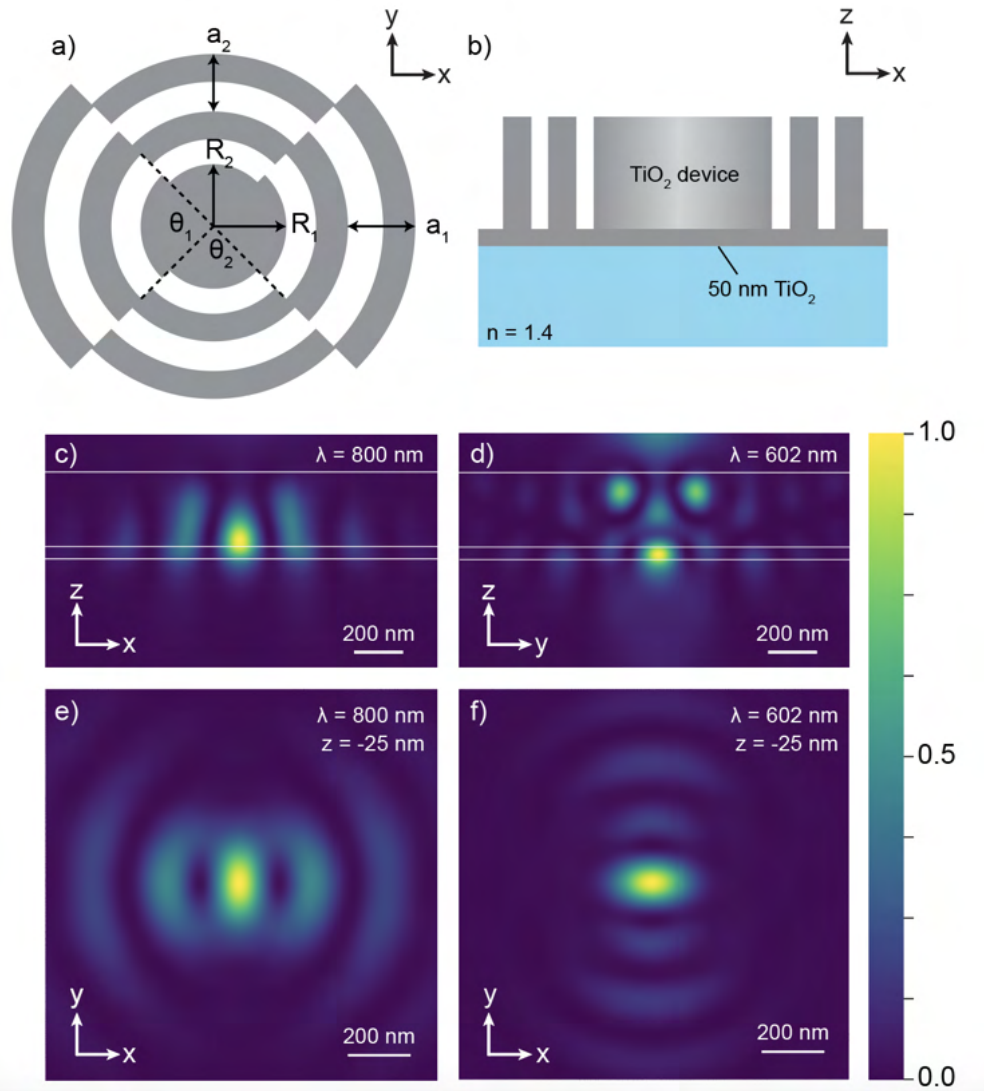 a)
a₂
y
x
R₂
R₁
θ₁
θ₂
a₁
b)
z
x
TiO₂ device
50 nm TiO₂
n = 1.4
c)
λ = 800 nm
z
x
200 nm
d)
λ = 602 nm
z
y
200 nm
1.0
0.5
0.0
e)
λ = 800 nm
z = -25 nm
y
x
200 nm
f)
λ = 602 nm
z = -25 nm
y
x
200 nm